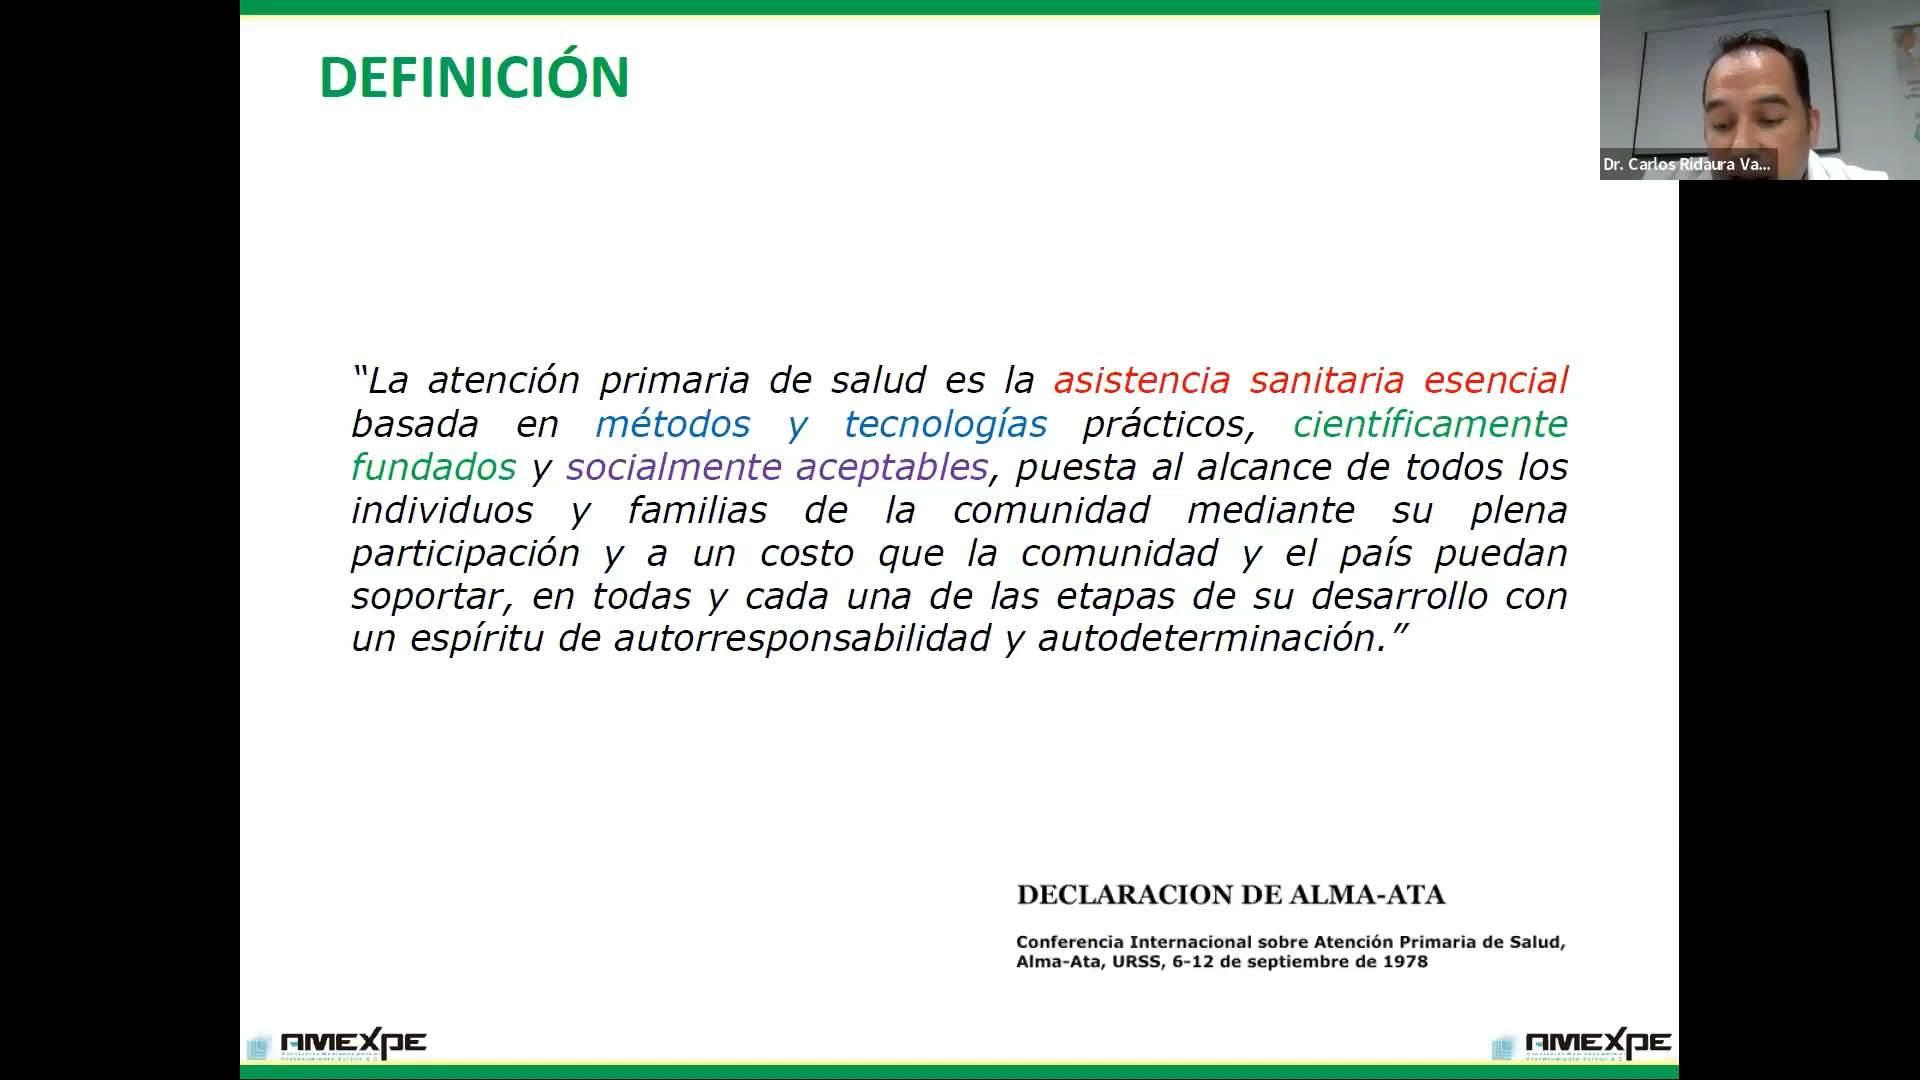 DEFINICIÓN
Dr. Carlos Ridaura Va...
“La atención primaria de salud es la asistencia sanitaria esencial
basada en métodos y tecnologías prácticos, científicamente
fundados y socialmente aceptables, puesta al alcance de todos los
individuos y familias de la comunidad mediante su plena
participación y a un costo que la comunidad y el país puedan
soportar, en todas y cada una de las etapas de su desarrollo con
un espíritu de autorresponsabilidad y autodeterminación.”
DECLARACION DE ALMA-ATA
Conferencia Internacional sobre Atención Primaria de Salud,
Alma-Ata, URSS, 6-12 de septiembre de 1978
AMEXPE
AMEXPE